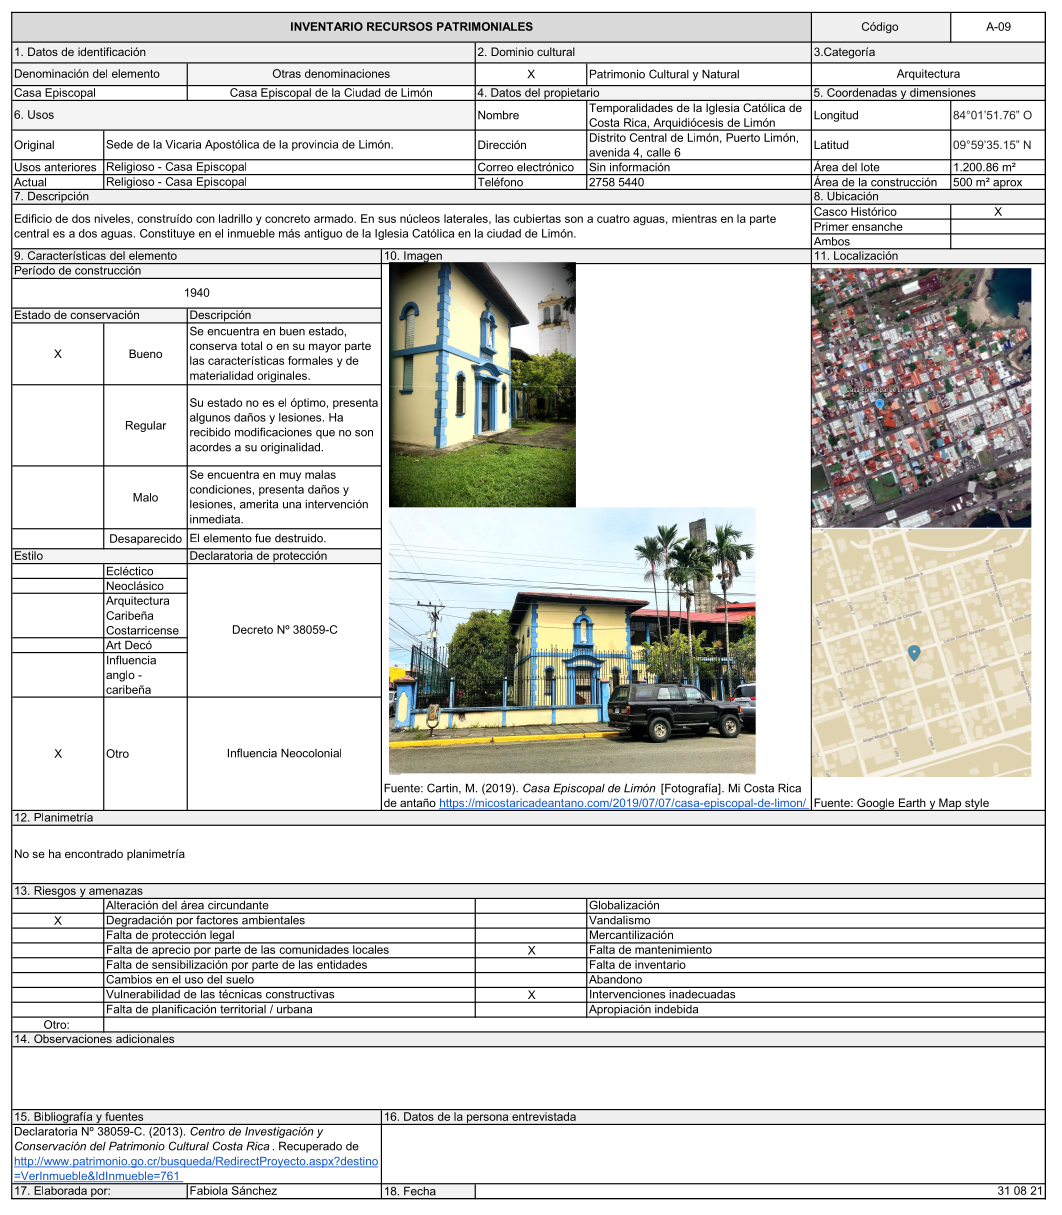 INVENTARIO RECURSOS PATRIMONIALES
Código
A-09
1. Datos de identificación
2. Dominio cultural
3.Categoría
Denominación del elemento
Otras denominaciones
X
Patrimonio Cultural y Natural
Arquitectura
Casa Episcopal
Casa Episcopal de la Ciudad de Limón
4. Datos del propietario
5. Coordenadas y dimensiones
6. Usos
Nombre
Temporalidades de la Iglesia Católica de
Costa Rica, Arquidiócesis de Limón
Longitud
84°01'51.76” O
Original
Sede de la Vicaria Apostólica de la provincia de Limón.
Dirección
Distrito Central de Limón, Puerto Limón,
avenida 4, calle 6
Latitud
09°59’35.15” N
Usos anteriores
Religioso - Casa Episcopal
Correo electrónico
Sin información
Área del lote
1.200.86 m²
Actual
Religioso - Casa Episcopal
Teléfono
2758 5440
Área de la construcción
500 m² aprox
7. Descripción
8. Ubicación
Edificio de dos niveles, construído con ladrillo y concreto armado. En sus núcleos laterales, las cubiertas son a cuatro aguas, mientras en la parte
central es a dos aguas. Constituye en el inmueble más antiguo de la Iglesia Católica en la ciudad de Limón.
Casco Histórico
X
Primer ensanche
Ambos
9. Características del elemento
10. Imagen
11. Localización
Período de construcción
1940
Estado de conservación
Descripción
X
Bueno
Se encuentra en buen estado,
conserva total o en su mayor parte
las características formales y de
materialidad originales.
Regular
Su estado no es el óptimo, presenta
algunos daños y lesiones. Ha
recibido modificaciones que no son
acordes a su originalidad.
Malo
Se encuentra en muy malas
condiciones, presenta daños y
lesiones, amerita una intervención
inmediata.
Desaparecido
El elemento fue destruido.
Estilo
Declaratoria de protección
Ecléctico
Neoclásico
Arquitectura
Caribeña
Costarricense
Art Decó
Influencia
anglo -
caribeña
Decreto Nº 38059-C
X
Otro
Influencia Neocolonial
Casa Episcopal de Limón
Fuente: Cartin, M. (2019). Casa Episcopal de Limón [Fotografía]. Mi Costa Rica
de antaño https://micostaricadeantano.com/2019/07/07/casa-episcopal-de-limon/
Fuente: Google Earth y Map style
12. Planimetría
No se ha encontrado planimetría
13. Riesgos y amenazas
Alteración del área circundante
Globalización
X
Degradación por factores ambientales
Vandalismo
Falta de protección legal
Mercantilización
Falta de aprecio por parte de las comunidades locales
X
Falta de mantenimiento
Falta de sensibilización por parte de las entidades
Falta de inventario
Cambios en el uso del suelo
Abandono
Vulnerabilidad de las técnicas constructivas
X
Intervenciones inadecuadas
Falta de planificación territorial / urbana
Apropiación indebida
Otro:
14. Observaciones adicionales
15. Bibliografía y fuentes
16. Datos de la persona entrevistada
Declaratoria Nº 38059-C. (2013). Centro de Investigación y
Conservación del Patrimonio Cultural Costa Rica . Recuperado de
http://www.patrimonio.go.cr/busqueda/RedirectProyecto.aspx?destino
=VerInmueble&IdInmueble=761
17. Elaborada por:
Fabiola Sánchez
18. Fecha
31 08 21